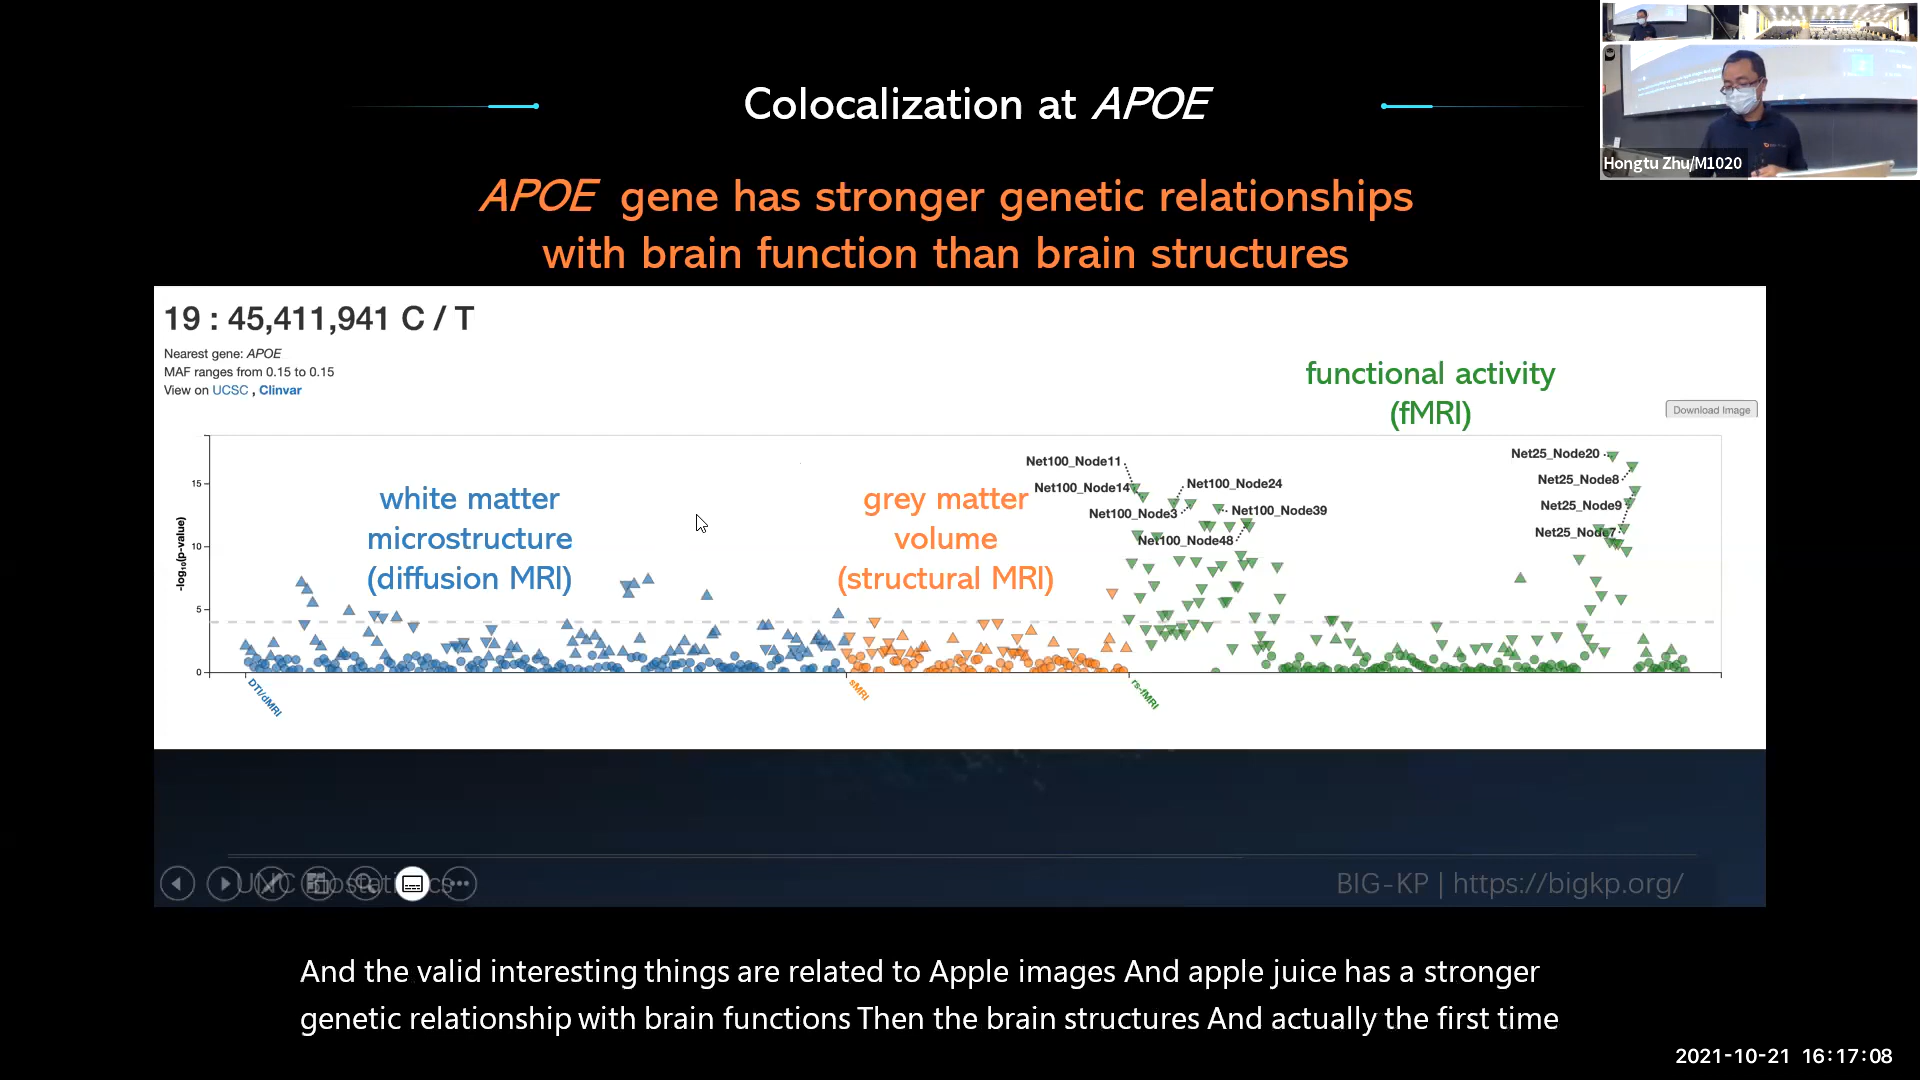 Colocalization at APOE
Hongtu Zhu/M1020
APOE gene has stronger genetic relationships
with brain function than brain structures
19 : 45,411,941 C / T
Nearest gene: APOE
MAF ranges from 0.15 to 0.15
View on UCSC , Clinvar
functional activity
(fMRI)
Download Image
white matter
microstructure
(diffusion MRI)
grey matter
volume
(structural MRI)
Net100_Node11
Net100_Node14
Net100_Node24
Net100_Node3
Net100_Node39
Net100_Node48
Net25_Node20
Net25_Node8
Net25_Node9
Net25_Node7
-log10(p-value)
15
10
5
0
DTI/dMRI
sMRI
rs-fMRI
UNC Biostatistics
BIG-KP | https://bigkp.org/
And the valid interesting things are related to Apple images And apple juice has a stronger
genetic relationship with brain functions Then the brain structures And actually the first time
2021-10-21 16:17:08